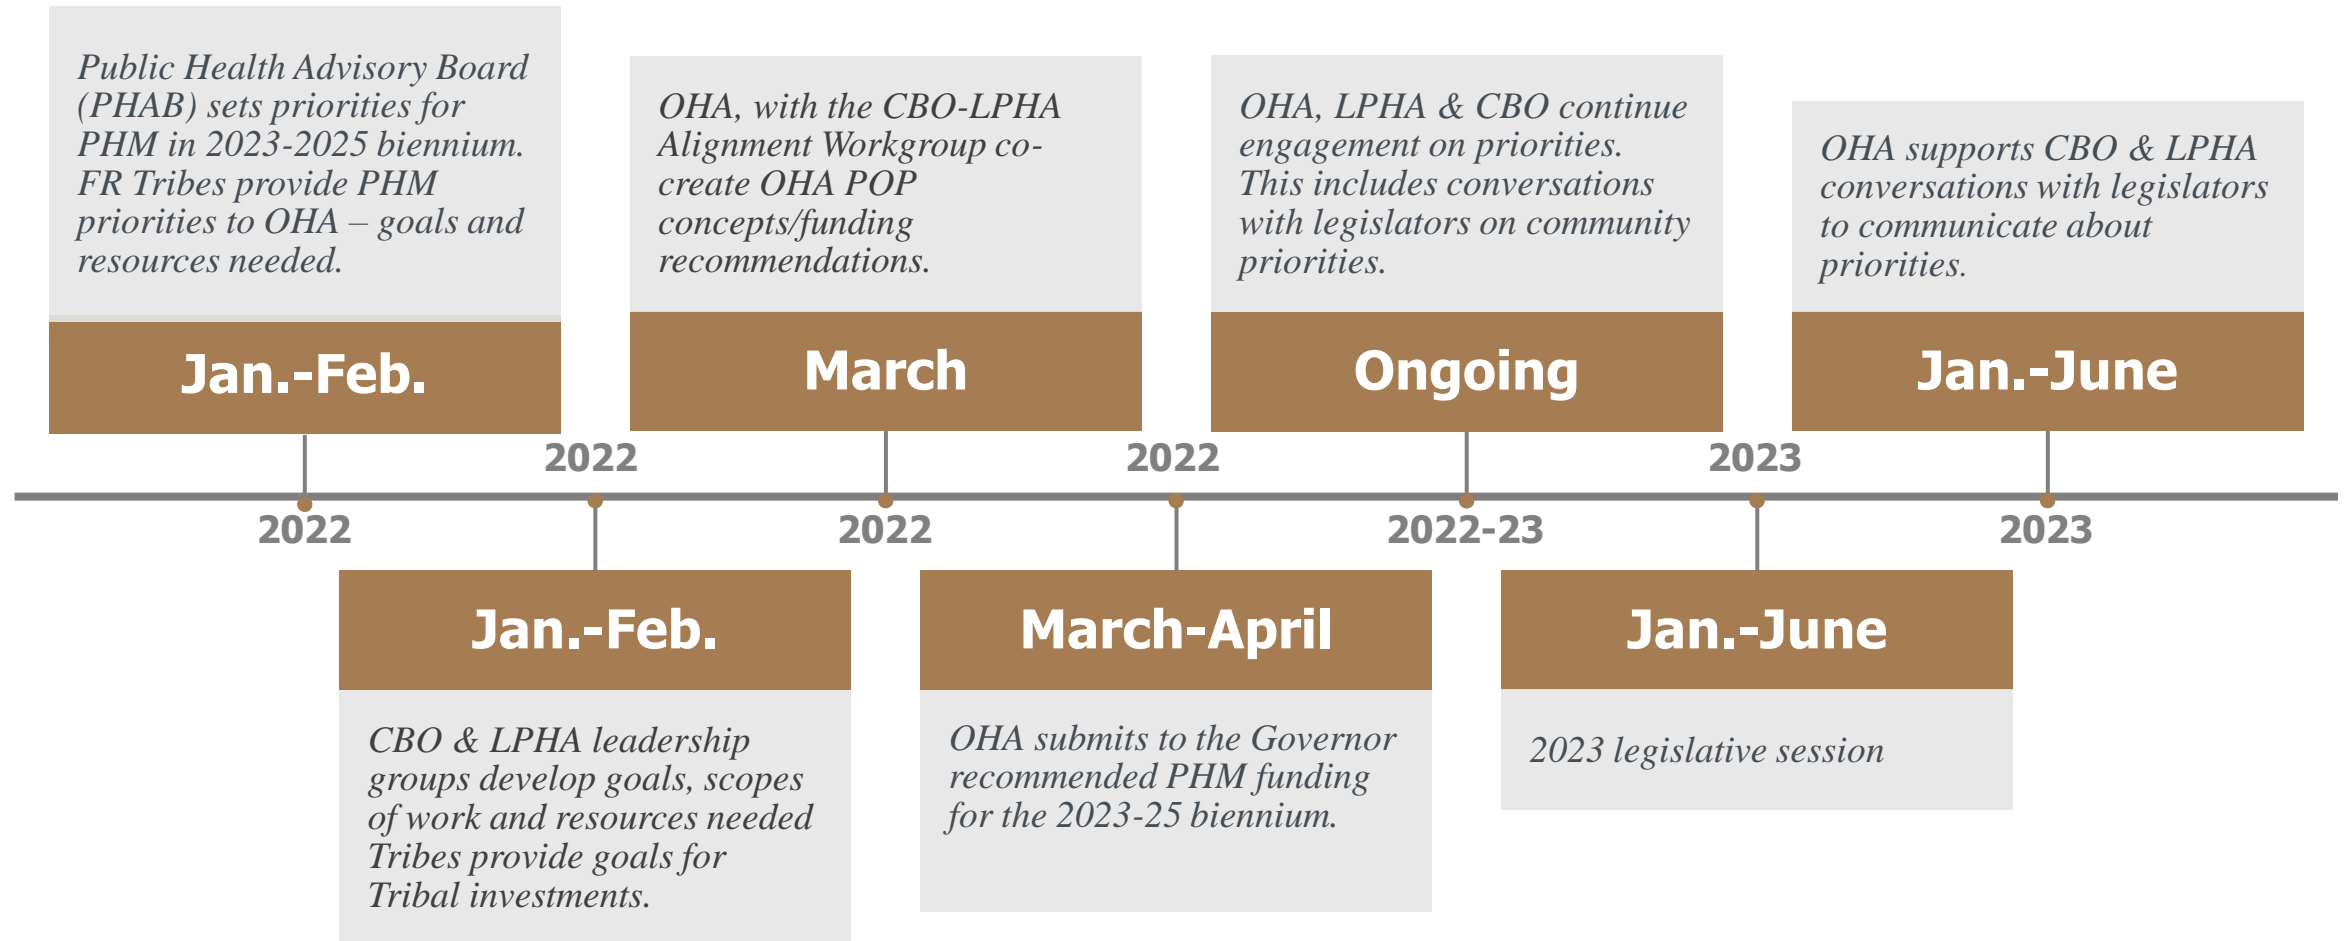 Public Health Advisory Board
(PHAB) sets priorities for
PHM in 2023-2025 biennium.
FR Tribes provide PHM
priorities to OHA – goals and
resources needed.
Jan.-Feb.
2022
2022
Jan.-Feb.
CBO & LPHA leadership
groups develop goals, scopes
of work and resources needed
Tribes provide goals for
Tribal investments.
OHA, with the CBO-LPHA
Alignment Workgroup co-
create OHA POP
concepts/funding
recommendations.
March
2022
2022
March-April
OHA submits to the Governor
recommended PHM funding
for the 2023-25 biennium.
OHA, LPHA & CBO continue
engagement on priorities.
This includes conversations
with legislators on community
priorities.
Ongoing
2022-23
2023
Jan.-June
2023 legislative session
OHA supports CBO & LPHA
conversations with legislators
to communicate about
priorities.
Jan.-June
2023